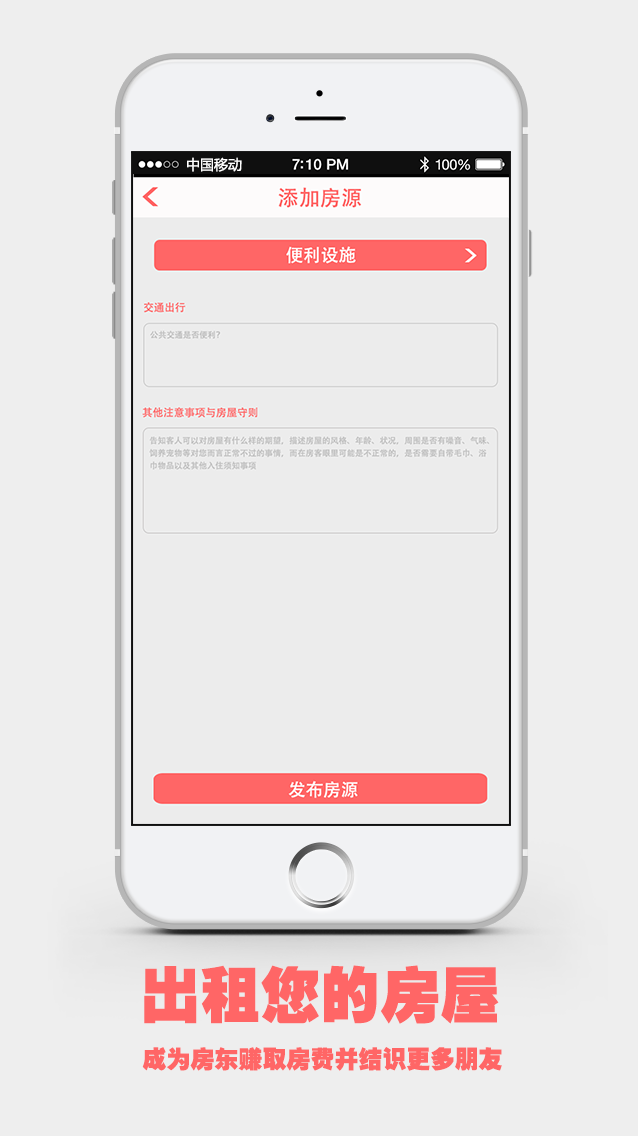 中国移动 7:10 PM 100%
添加房源
便利设施
交通出行
公共交通是否便利？
其他注意事项与房屋守则
告知客人可以对房屋有什么样的期望，描述房屋的风格、年龄、状况，周围是否有噪音、气味、
饲养宠物等对您而言正常不过的事情，而在房客眼里可能是不正常的，是否需要自带毛巾、浴
巾物品以及其他入住须知事项
发布房源
出租您的房屋
成为房东赚取房费并结识更多朋友